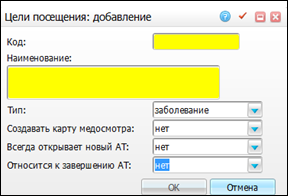 Цели посещения: добавление
Код:
Наименование:
Тип: заболевание
Создавать карту медосмотра: нет
Всегда открывает новый АТ: нет
Относится к завершению АТ: нет
OK Отмена